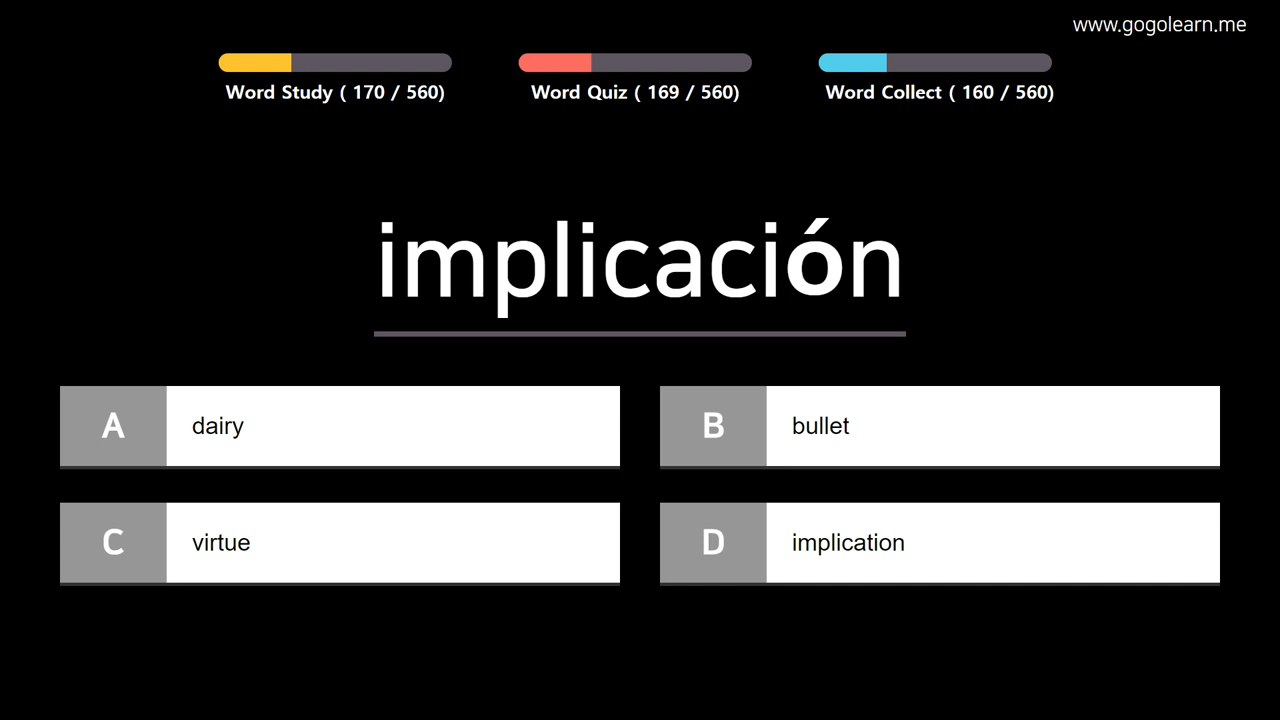 www.gogolearn.me
Word Study ( 170 / 560)
Word Quiz ( 169 / 560)
Word Collect ( 160 / 560)
implicación
A
dairy
B
bullet
C
virtue
D
implication